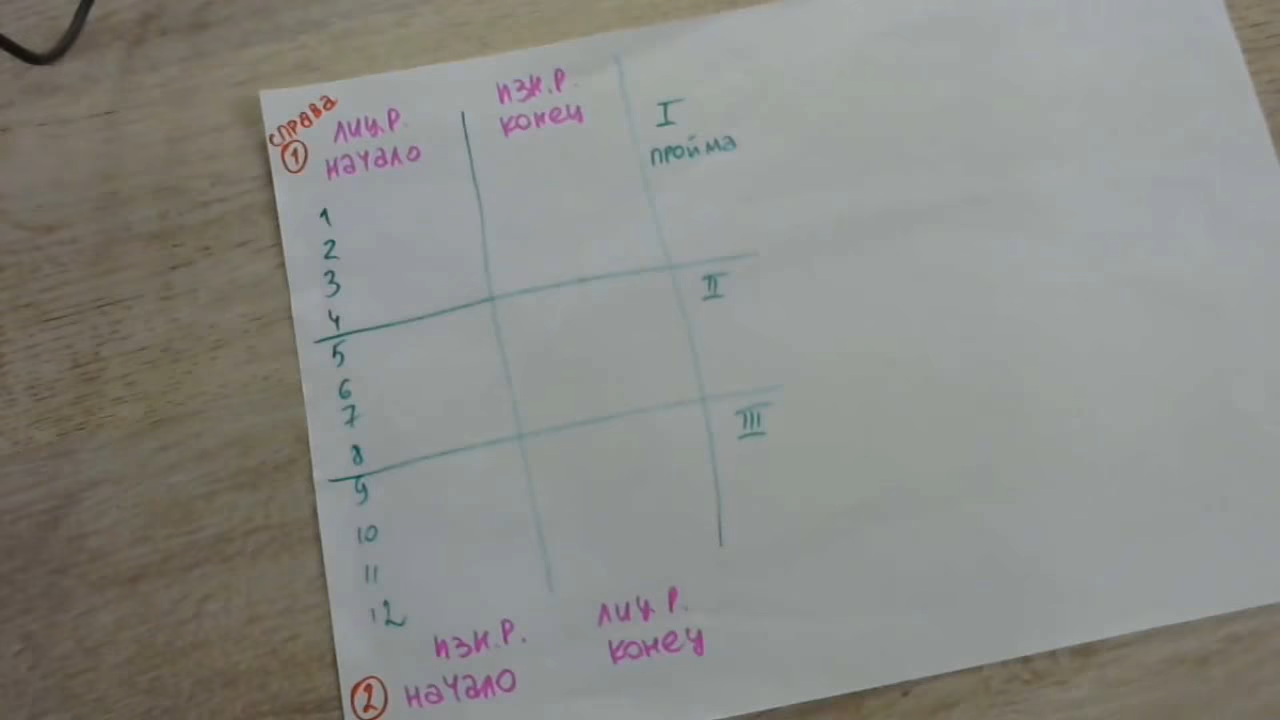 справа
① лиц.р. начало
изн.р. конец
I
пройма
1
2
3
4
II
5
6
7
8
III
9
10
11
12
изн.р.
лиц р.
② начало
конец